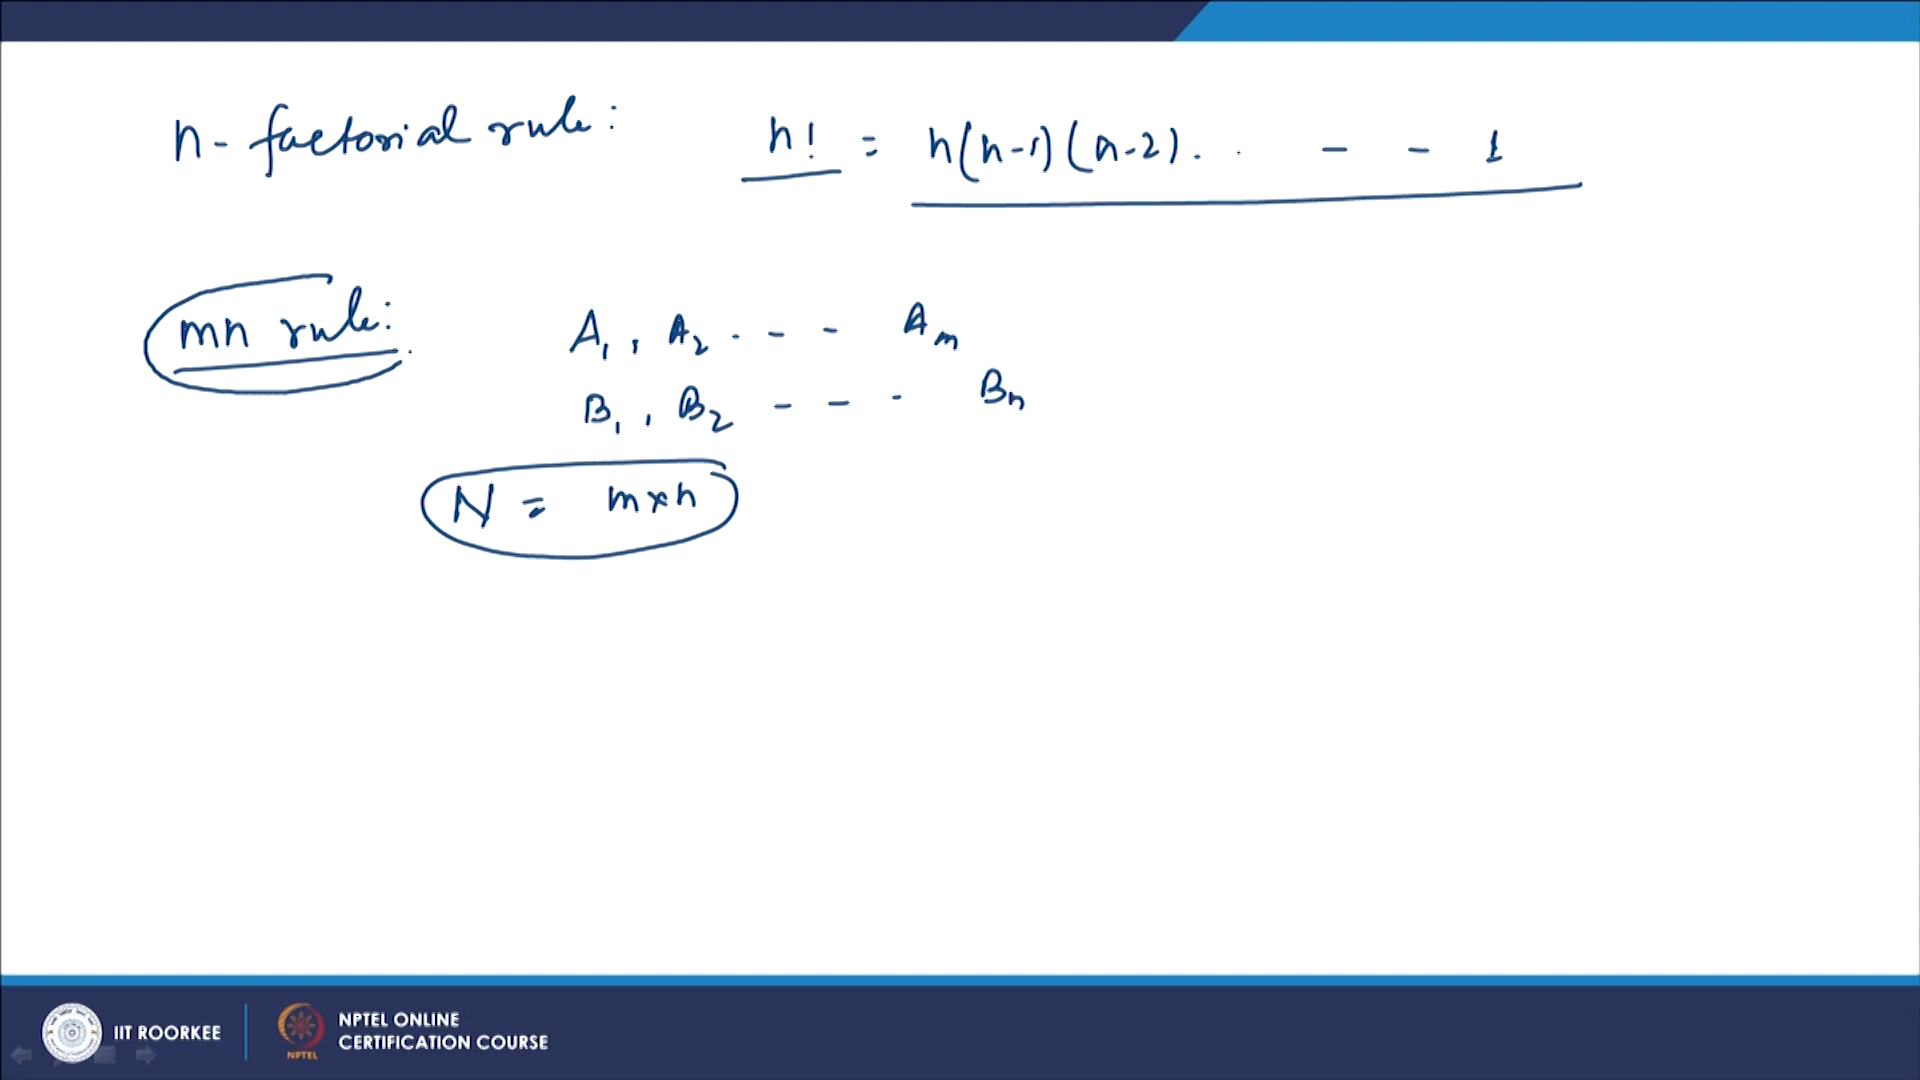 n- factorial rule: n! = n(n-1)(n-2). . - - 1
mn rule:
A1, A2 . - - Am
B1, B2 - - - Bn
N = m×n
IIT ROORKEE
NPTEL
NPTEL ONLINE
CERTIFICATION COURSE